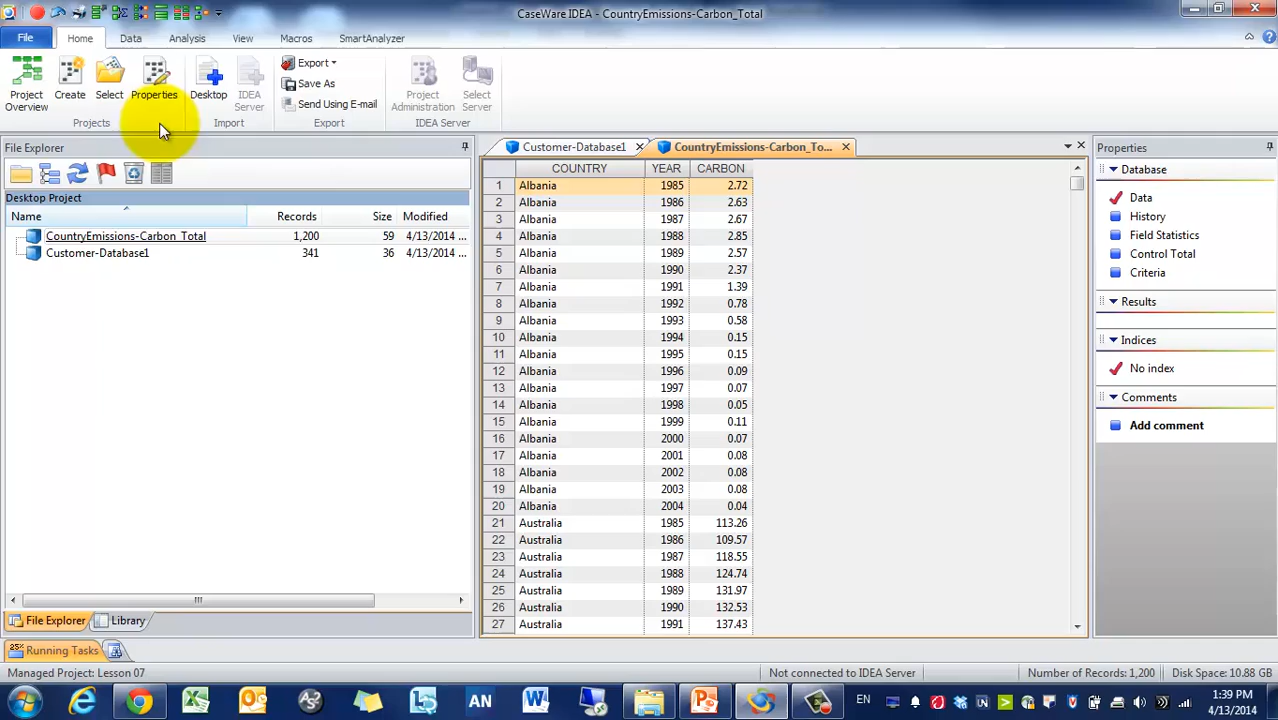 CaseWare IDEA - CountryEmissions-Carbon_Total
File Home Data Analysis View Macros SmartAnalyzer
Project Overview Create Select Properties Desktop IDEA Server Export Save As Send Using E-mail Project Administration Select Server
Projects Import Export IDEA Server
File Explorer
Desktop Project
Name Records Size Modified
CountryEmissions-Carbon_Total 1,200 59 4/13/2014 ...
Customer-Database1 341 36 4/13/2014 ...
File Explorer Library
Customer-Database1 CountryEmissions-Carbon_To...
COUNTRY YEAR CARBON
1 Albania 1985 2.72
2 Albania 1986 2.63
3 Albania 1987 2.67
4 Albania 1988 2.85
5 Albania 1989 2.57
6 Albania 1990 2.37
7 Albania 1991 1.39
8 Albania 1992 0.78
9 Albania 1993 0.58
10 Albania 1994 0.15
11 Albania 1995 0.15
12 Albania 1996 0.09
13 Albania 1997 0.07
14 Albania 1998 0.05
15 Albania 1999 0.11
16 Albania 2000 0.07
17 Albania 2001 0.08
18 Albania 2002 0.08
19 Albania 2003 0.08
20 Albania 2004 0.04
21 Australia 1985 113.26
22 Australia 1986 109.57
23 Australia 1987 118.55
24 Australia 1988 124.74
25 Australia 1989 131.97
26 Australia 1990 132.53
27 Australia 1991 137.43
Properties
Database
Data
History
Field Statistics
Control Total
Criteria
Results
Indices
No index
Comments
Add comment
Running Tasks
Managed Project: Lesson 07 Not connected to IDEA Server Number of Records: 1,200 Disk Space: 10.88 GB
AN EN 1:39 PM
4/13/2014